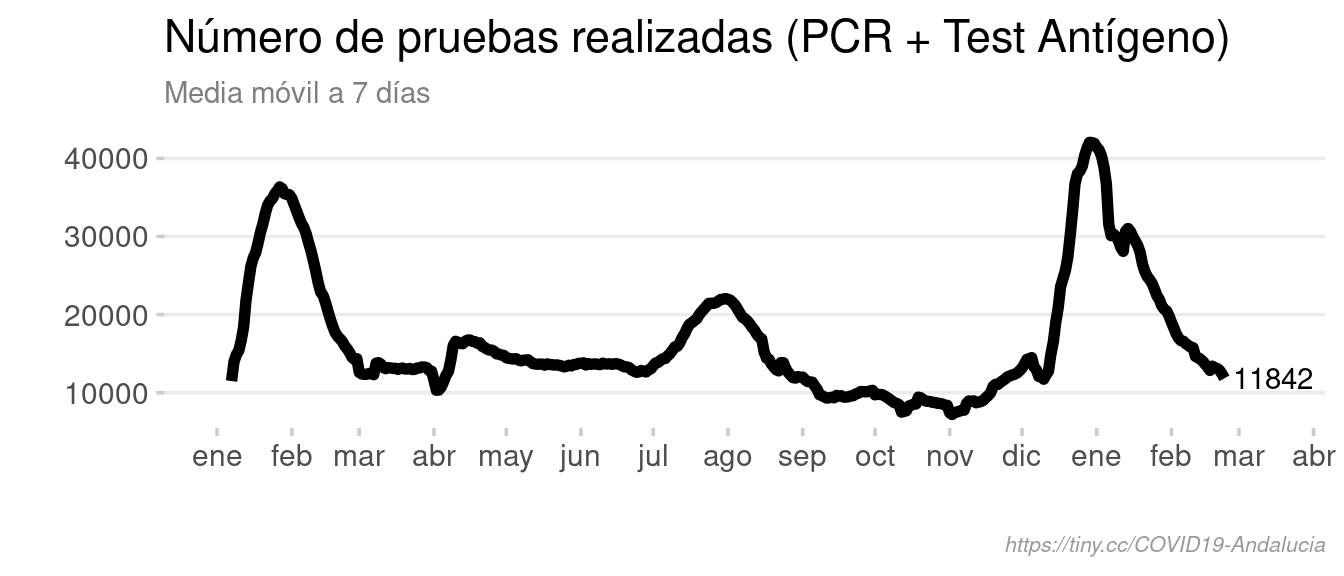 Número de pruebas realizadas (PCR + Test Antígeno)
Media móvil a 7 días
40000
30000
20000
10000
11842
ene feb mar abr may jun jul ago sep oct nov dic ene feb mar abr
https://tiny.cc/COVID19-Andalucia